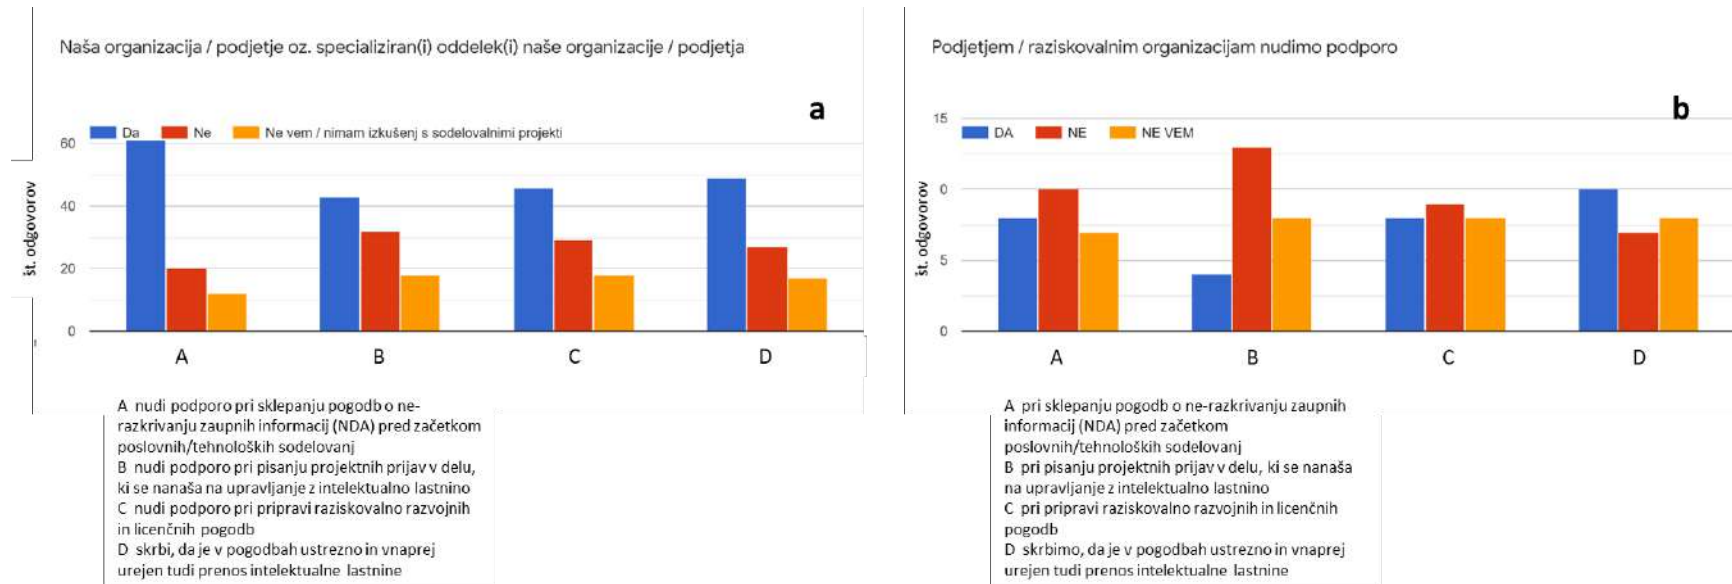 Naša organizacija / podjetje oz. specializiran(i) oddelek(i) naše organizacije / podjetja
a
Da Ne Ne vem / nimam izkušenj s sodelovalnimi projekti
60
40
20
0
št. odgovorov
A B C D
A nudi podporo pri sklepanju pogodb o ne-
razkrivanju zaupnih informacij (NDA) pred začetkom
poslovnih/tehnoloških sodelovanj
B nudi podporo pri pisanju projektnih prijav v delu,
ki se nanaša na upravljanje z intelektualno lastnino
C nudi podporo pri pripravi raziskovalno razvojnih
in licenčnih pogodb
D skrbi, da je v pogodbah ustrezno in vnaprej
urejen tudi prenos intelektualne lastnine
Podjetjem / raziskovalnim organizacijam nudimo podporo
b
15
DA NE NE VEM
0
5
0
št. odgovorov
A B C D
A pri sklepanju pogodb o ne-razkrivanju zaupnih
informacij (NDA) pred začetkom
poslovnih/tehnoloških sodelovanj
B pri pisanju projektnih prijav v delu, ki se nanaša
na upravljanje z intelektualno lastnino
C pri pripravi raziskovalno razvojnih in licenčnih
pogodb
D skrbimo, da je v pogodbah ustrezno in vnaprej
urejen tudi prenos intelektualne lastnine